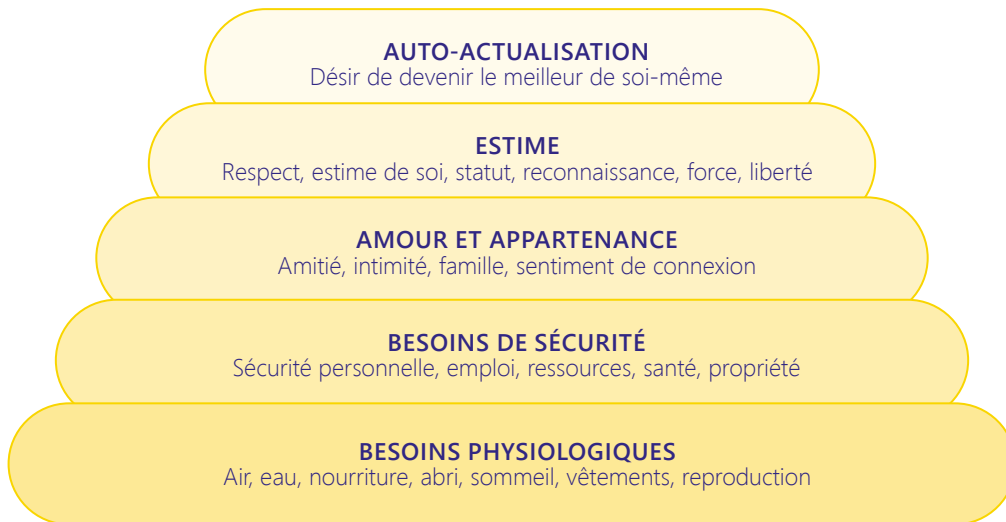 AUTO-ACTUALISATION
Désir de devenir le meilleur de soi-même
ESTIME
Respect, estime de soi, statut, reconnaissance, force, liberté
AMOUR ET APPARTENANCE
Amitié, intimité, famille, sentiment de connexion
BESOINS DE SÉCURITÉ
Sécurité personnelle, emploi, ressources, santé, propriété
BESOINS PHYSIOLOGIQUES
Air, eau, nourriture, abri, sommeil, vêtements, reproduction